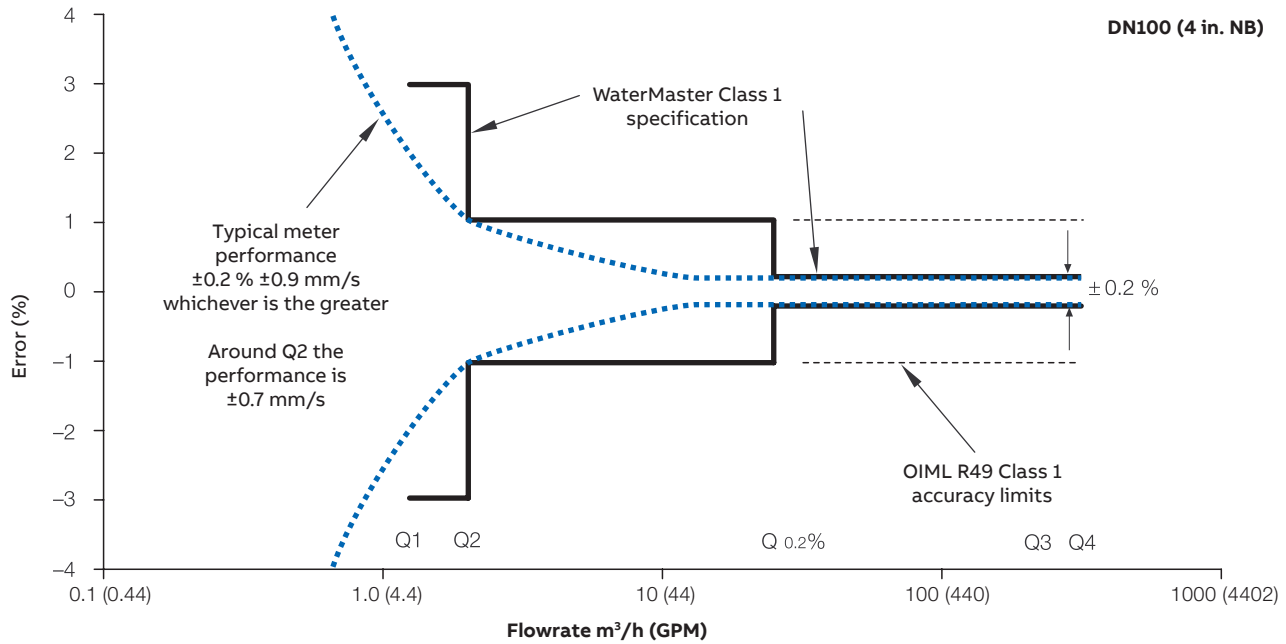 DN100 (4 in. NB)
4
3
2
1
0
–1
–2
–3
–4
Error (%)
WaterMaster Class 1
specification
Typical meter
performance
±0.2 % ±0.9 mm/s
whichever is the greater
Around Q2 the
performance is
±0.7 mm/s
±0.2 %
OIML R49 Class 1
accuracy limits
Q1 Q2 Q 0.2% Q3 Q4
0.1 (0.44) 1.0 (4.4) 10 (44) 100 (440) 1000 (4402)
Flowrate m³/h (GPM)